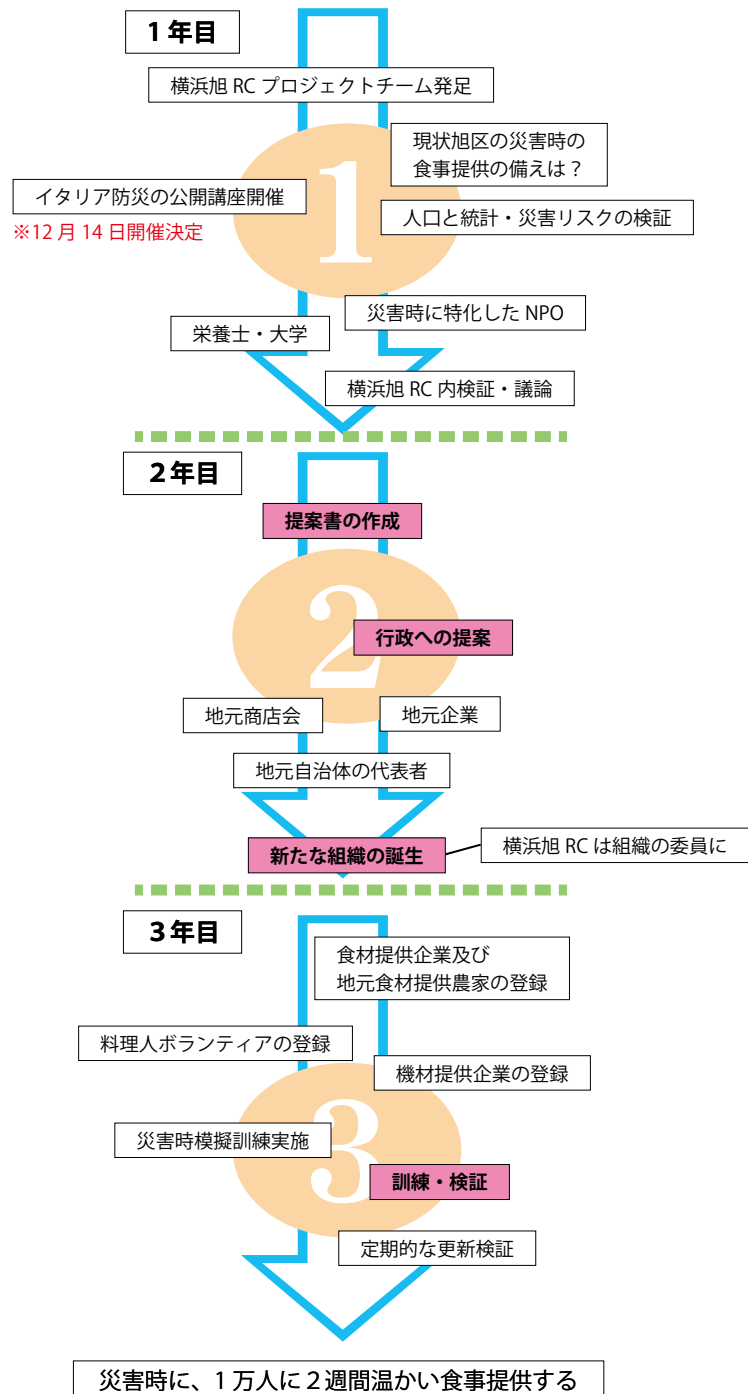 1年目
横浜旭 RC プロジェクトチーム発足
現状旭区の災害時の
食事提供の備えは？
イタリア防災の公開講座開催
※12 月 14 日開催決定
人口と統計・災害リスクの検証
1
災害時に特化した NPO
栄養士・大学
横浜旭 RC 内検証・議論
2年目
提案書の作成
2
行政への提案
地元商店会
地元企業
地元自治体の代表者
新たな組織の誕生
横浜旭 RC は組織の委員に
3年目
食材提供企業及び
地元食材提供農家の登録
料理人ボランティアの登録
機材提供企業の登録
3
災害時模擬訓練実施
訓練・検証
定期的な更新検証
災害時に、1 万人に 2 週間温かい食事提供する